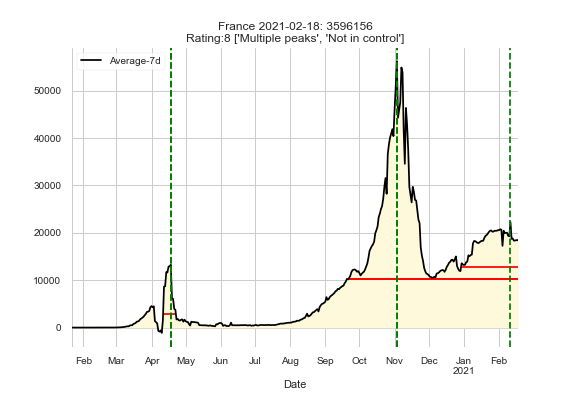 France 2021-02-18: 3596156
Rating:8 ['Multiple peaks', 'Not in control']
Average-7d
50000
40000
30000
20000
10000
0
Feb Mar Apr May Jun Jul Aug Sep Oct Nov Dec Jan Feb
2021
Date